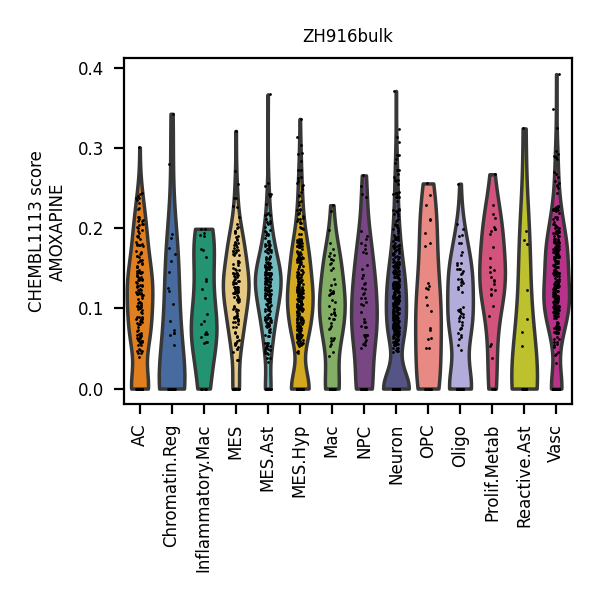 ZH916bulk
CHEMBL1113 score
AMOXAPINE
0.4
0.3
0.2
0.1
0.0
AC
Chromatin.Reg
Inflammatory.Mac
MES
MES.Ast
MES.Hyp
Mac
NPC
Neuron
OPC
Oligo
Prolif.Metab
Reactive.Ast
Vasc